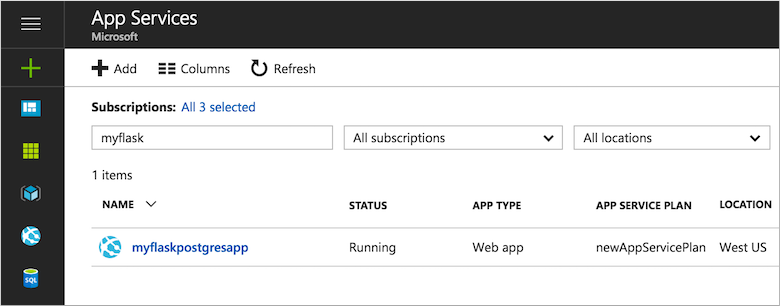 App Services
Microsoft
Add Columns Refresh
Subscriptions: All 3 selected
myflask All subscriptions All locations
1 items
NAME STATUS APP TYPE APP SERVICE PLAN LOCATION
myflaskpostgresapp Running Web app newAppServicePlan West US
SQL